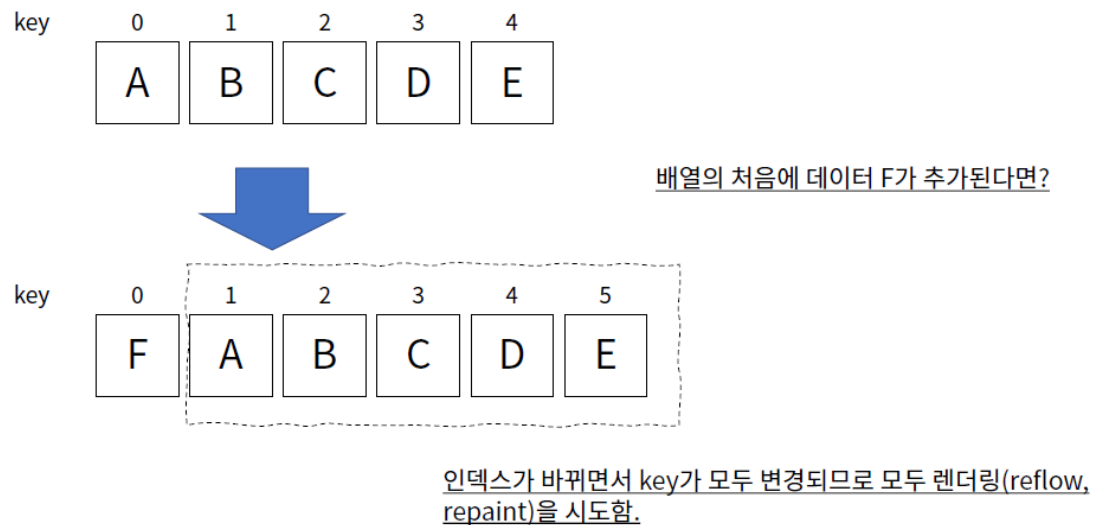 key 0 1 2 3 4
A B C D E
배열의 처음에 데이터 F가 추가된다면?
key 0 1 2 3 4 5
F A B C D E
인덱스가 바뀌면서 key가 모두 변경되므로 모두 렌더링(reflow,
repaint)을 시도함.